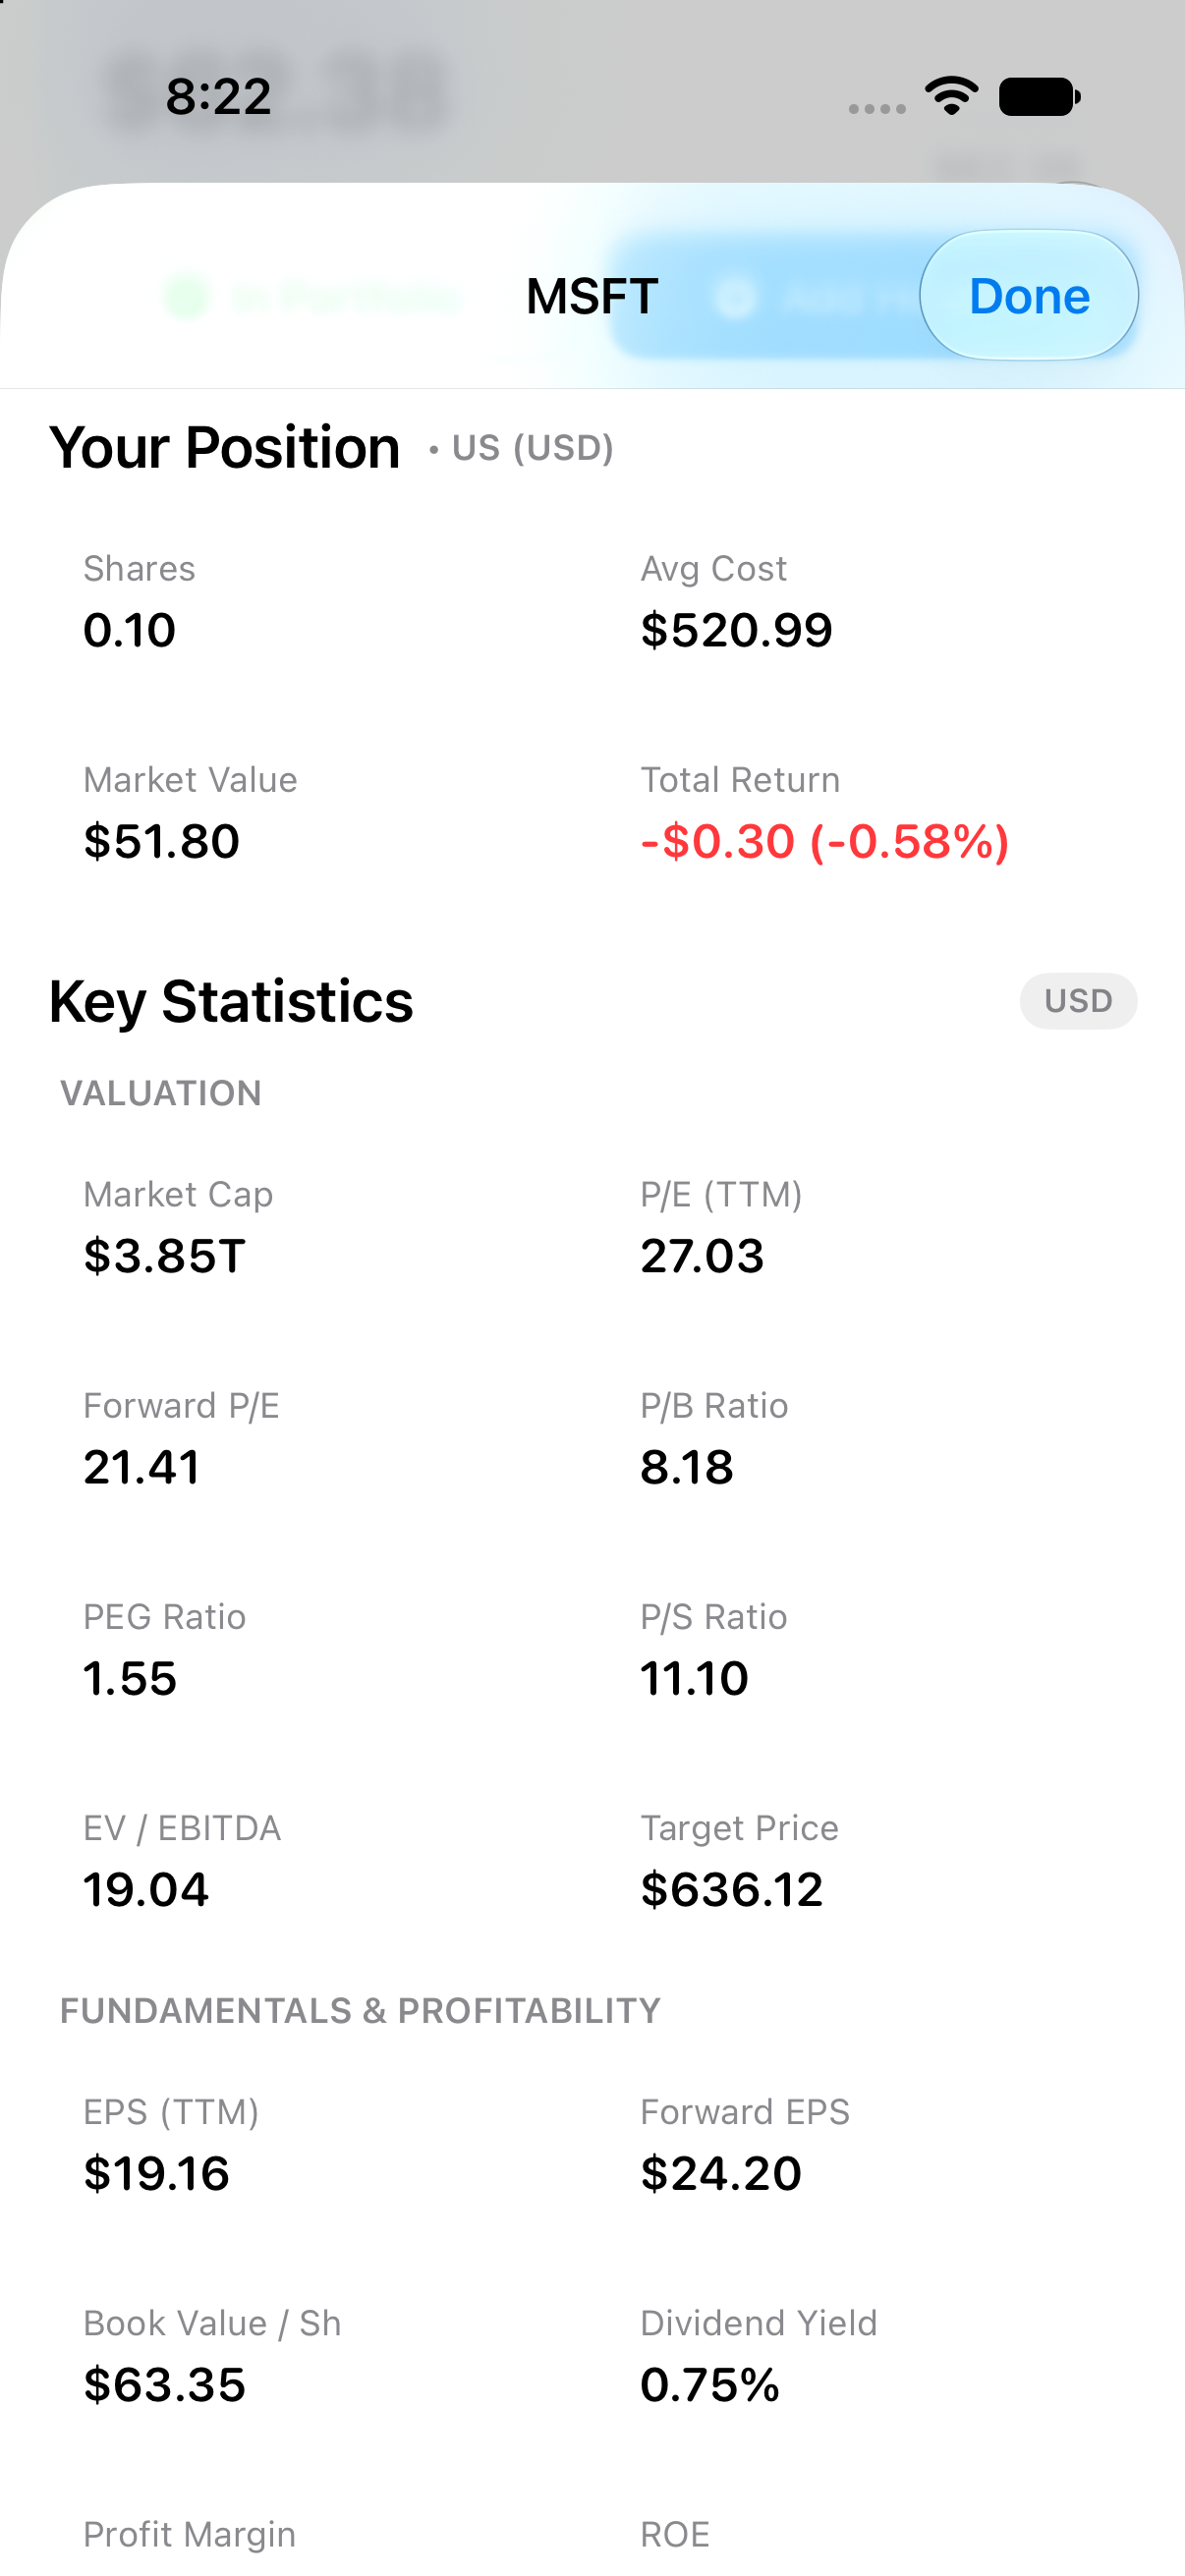 8:22
In Portfolio MSFT Add Done
Your Position • US (USD)
Shares Avg Cost
0.10 $520.99
Market Value Total Return
$51.80 -$0.30 (-0.58%)
Key Statistics USD
VALUATION
Market Cap P/E (TTM)
$3.85T 27.03
Forward P/E P/B Ratio
21.41 8.18
PEG Ratio P/S Ratio
1.55 11.10
EV / EBITDA Target Price
19.04 $636.12
FUNDAMENTALS & PROFITABILITY
EPS (TTM) Forward EPS
$19.16 $24.20
Book Value / Sh Dividend Yield
$63.35 0.75%
Profit Margin ROE